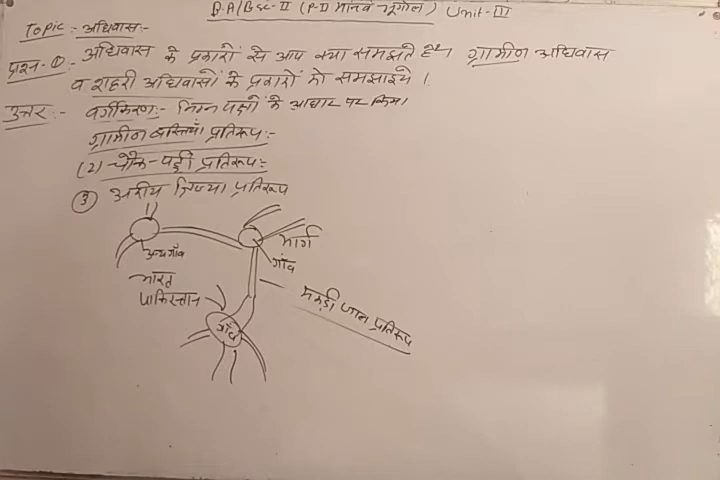 B.A/BSC-II (P-II मानव भूगोल) Unit-III
Topic:- अधिवास:-
प्रश्न-①:- अधिवास के प्रकारों से आप क्या समझते हैं। ग्रामीण अधिवास
व शहरी अधिवासों के प्रकारों को समझाइये।
उत्तर:- वर्गीकरण:- निम्न पक्षों के आधार पर किया
ग्रामीण बस्तियां प्रतिरूप:-
(2) चौक-पट्टी प्रतिरूप:-
③ अरीय त्रिज्या प्रतिरूप
मार्ग
अन्य गाँव
गाँव
भारत
पाकिस्तान
मकड़ी जाल प्रतिरूप
गाँव